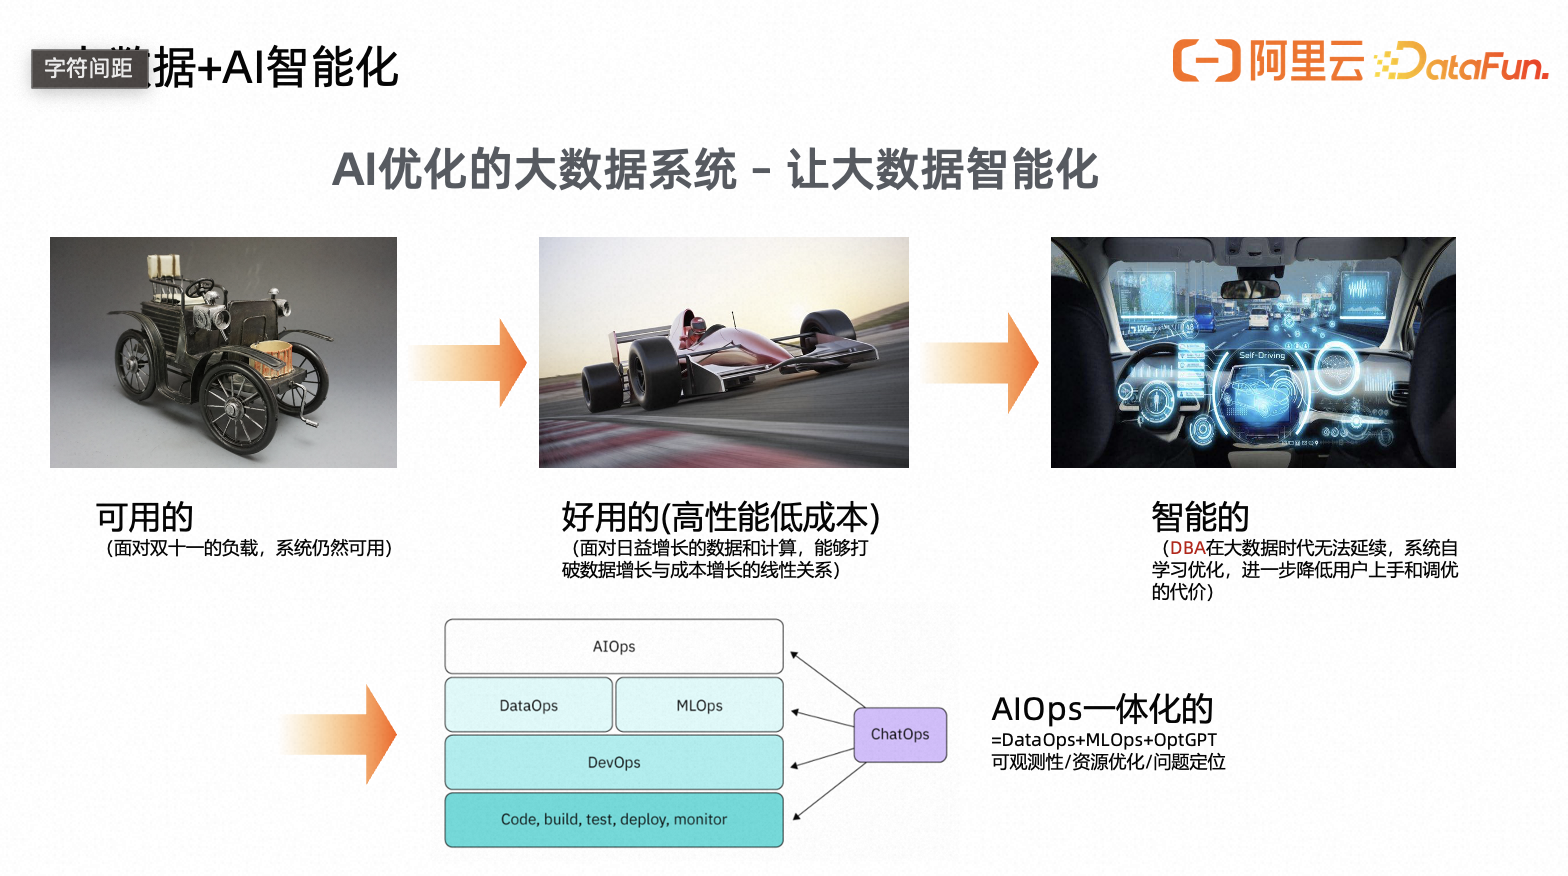 字符间距
据+AI智能化
阿里云 DataFun.
AI优化的大数据系统 – 让大数据智能化
Self-Driving
可用的
（面对双十一的负载，系统仍然可用）
好用的(高性能低成本)
（面对日益增长的数据和计算，能够打
破数据增长与成本增长的线性关系）
智能的
（DBA在大数据时代无法延续，系统自
学习优化，进一步降低用户上手和调优
的代价）
AIOps
DataOps
MLOps
DevOps
Code, build, test, deploy, monitor
ChatOps
AIOps一体化的
=DataOps+MLOps+OptGPT
可观测性/资源优化/问题定位